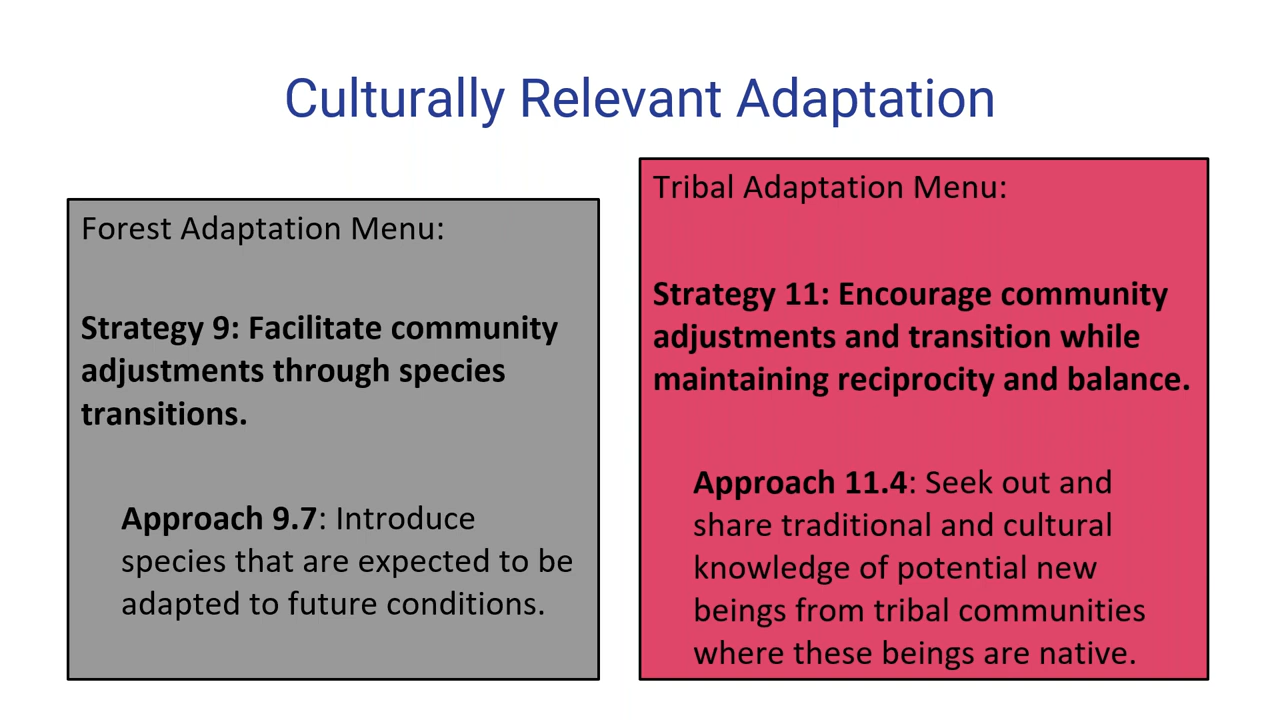 Culturally Relevant Adaptation
Forest Adaptation Menu:
Strategy 9: Facilitate community
adjustments through species
transitions.
Approach 9.7: Introduce
species that are expected to be
adapted to future conditions.
Tribal Adaptation Menu:
Strategy 11: Encourage community
adjustments and transition while
maintaining reciprocity and balance.
Approach 11.4: Seek out and
share traditional and cultural
knowledge of potential new
beings from tribal communities
where these beings are native.